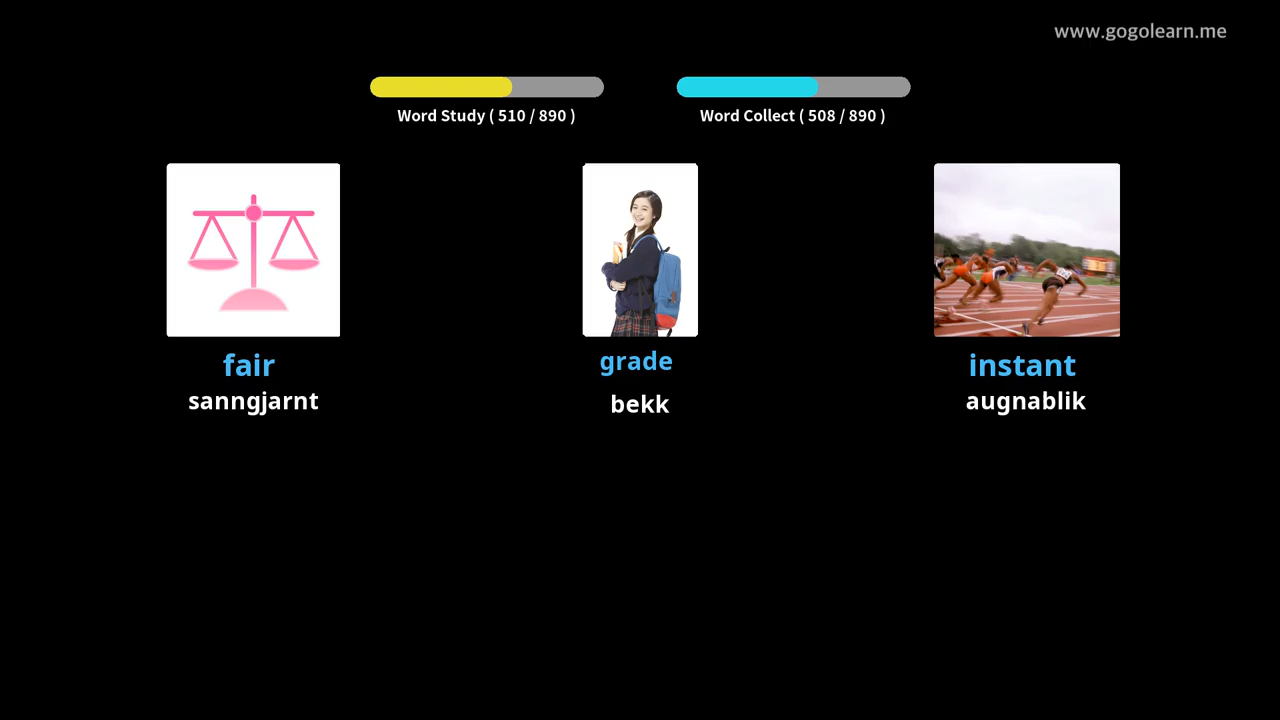 www.gogolearn.me
Word Study ( 510 / 890 )
Word Collect ( 508 / 890 )
fair
sanngjarnt
grade
bekk
instant
augnablik